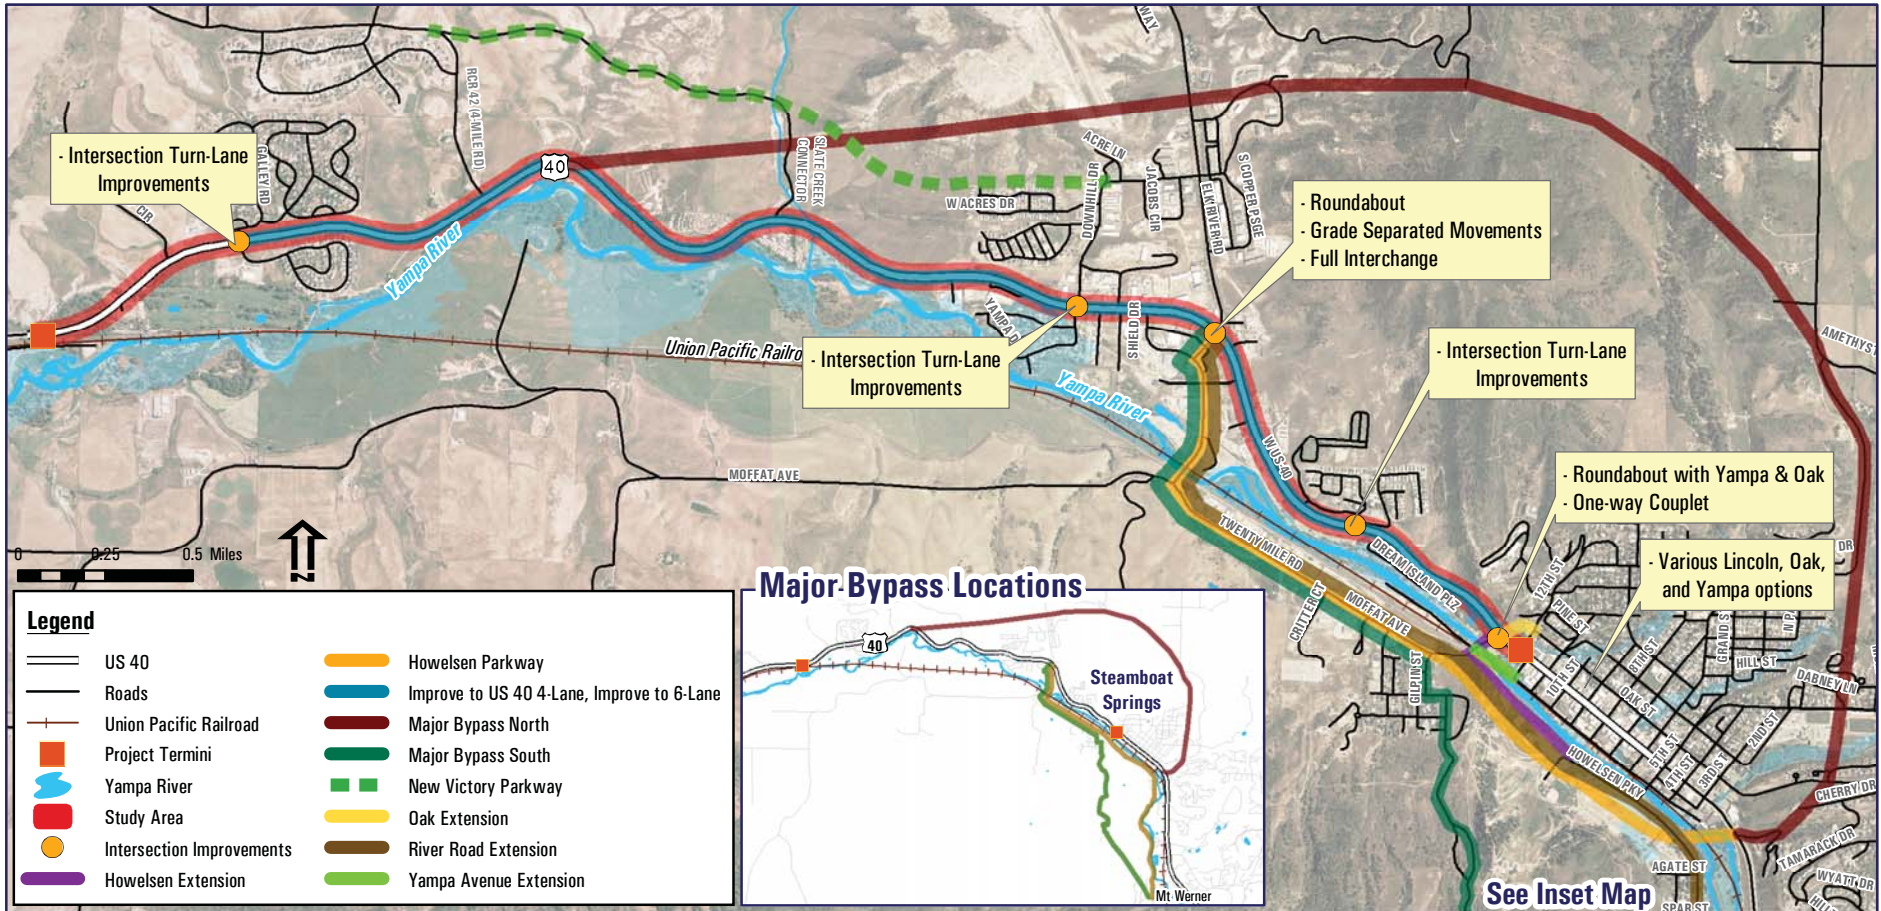 WAY
RCR 42 (4-MILE RD)
- Intersection Turn-Lane
Improvements
GALLEY RD
CIR
40
SLATE CREEK
CONNECTOR
ACRE LN
DOWNHILL DR
JACOBS CIR
ELK RIVER RD
S COPPER PSGE
W ACRES DR
- Roundabout
- Grade Separated Movements
- Full Interchange
Yampa River
YAMPA D
SHIELD DR
Union Pacific Railro
- Intersection Turn-Lane
Improvements
- Intersection Turn-Lane
Improvements
AMETHYST
Yampa River
W US 40
MOFFAT AVE
- Roundabout with Yampa & Oak
- One-way Couplet
TWENTY MILE RD
DREAM ISLAND PLZ
DR
- Various Lincoln, Oak,
and Yampa options
12TH ST
PINE ST
CRITTER CT
MOFFAT AVE
GILPIN ST
10TH ST
8TH ST
OAK ST
GRAND S
N P
HILL ST
DABNEY LN
2ND ST
5TH ST
4TH ST
3RD ST
HOWELSEN PKY
CHERRY DR
TAMARACK DR
WYATT DR
HIL
AGATE ST
SPAR ST
See Inset Map
0 0.25 0.5 Miles
N
Legend
US 40
Roads
Union Pacific Railroad
Project Termini
Yampa River
Study Area
Intersection Improvements
Howelsen Extension
Howelsen Parkway
Improve to US 40 4-Lane, Improve to 6-Lane
Major Bypass North
Major Bypass South
New Victory Parkway
Oak Extension
River Road Extension
Yampa Avenue Extension
Major Bypass Locations
40
Steamboat
Springs
Mt Werner